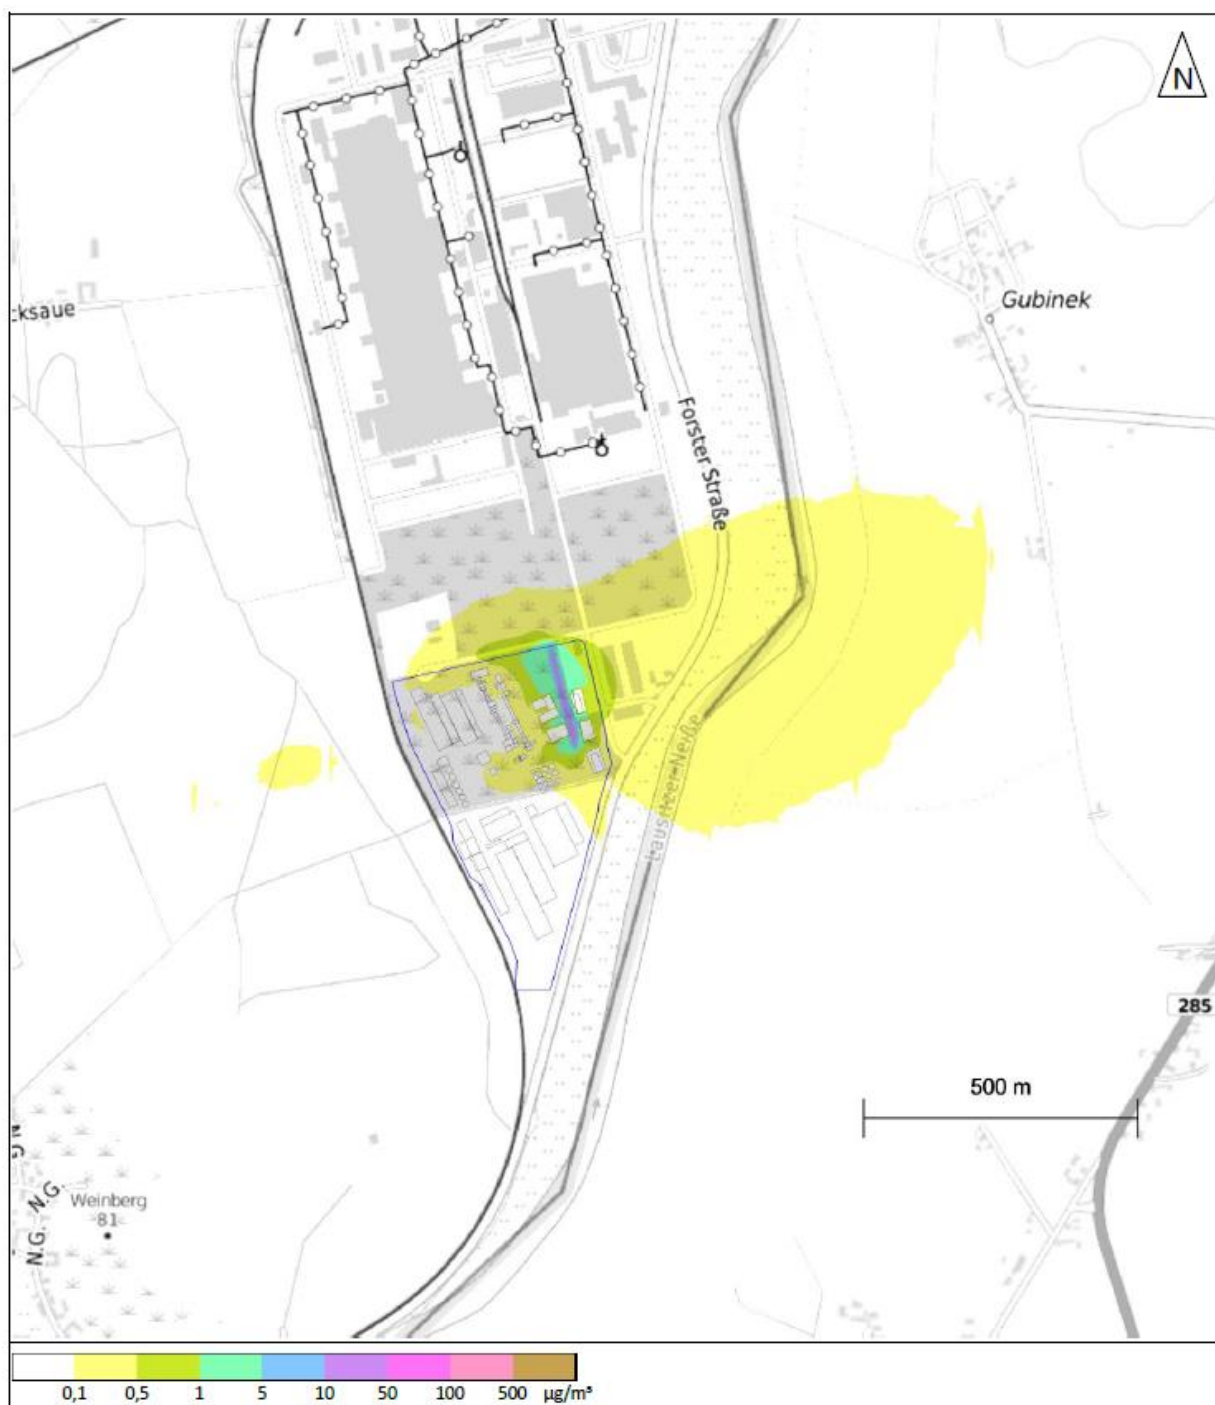 N
cksaue
Gubinek
Forster Straße
Lausitzer Neiße
285
500 m
N.G.
N.G.
Weinberg
81
0,1 0,5 1 5 10 50 100 500 µg/m³